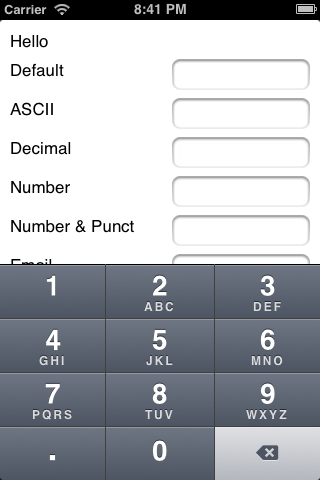 Carrier 8:41 PM
Hello
Default
ASCII
Decimal
Number
Number & Punct
Email
1 2 3
ABC DEF
4 5 6
GHI JKL MNO
7 8 9
PQRS TUV WXYZ
. 0